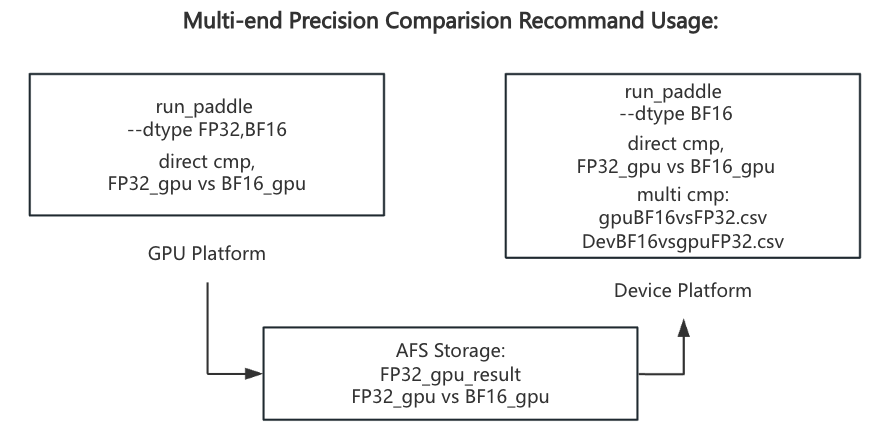 Multi-end Precision Comparision Recommand Usage:
run_paddle
--dtype FP32,BF16
direct cmp,
FP32_gpu vs BF16_gpu
GPU Platform
run_paddle
--dtype BF16
direct cmp,
FP32_gpu vs BF16_gpu
multi cmp:
gpuBF16vsFP32.csv
DevBF16vsgpuFP32.csv
Device Platform
AFS Storage:
FP32_gpu_result
FP32_gpu vs BF16_gpu